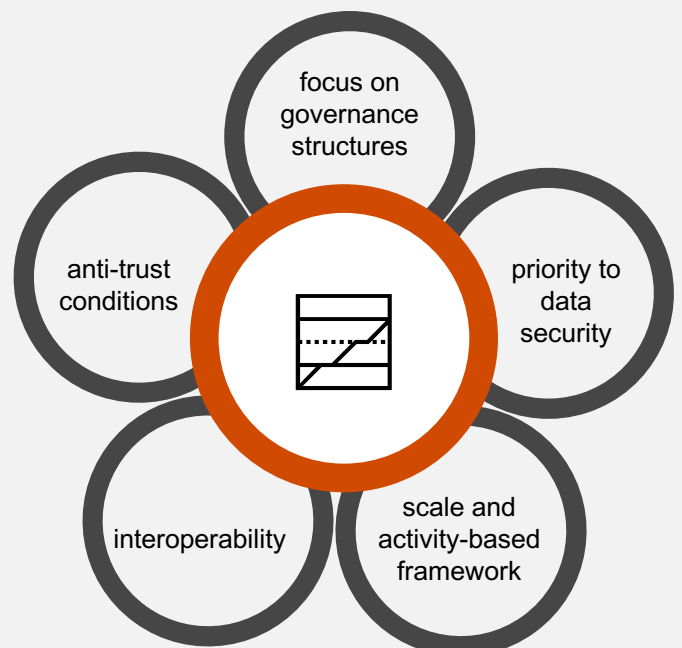 focus on
governance
structures
anti-trust
conditions
priority to
data
security
interoperability
scale and
activity-based
framework